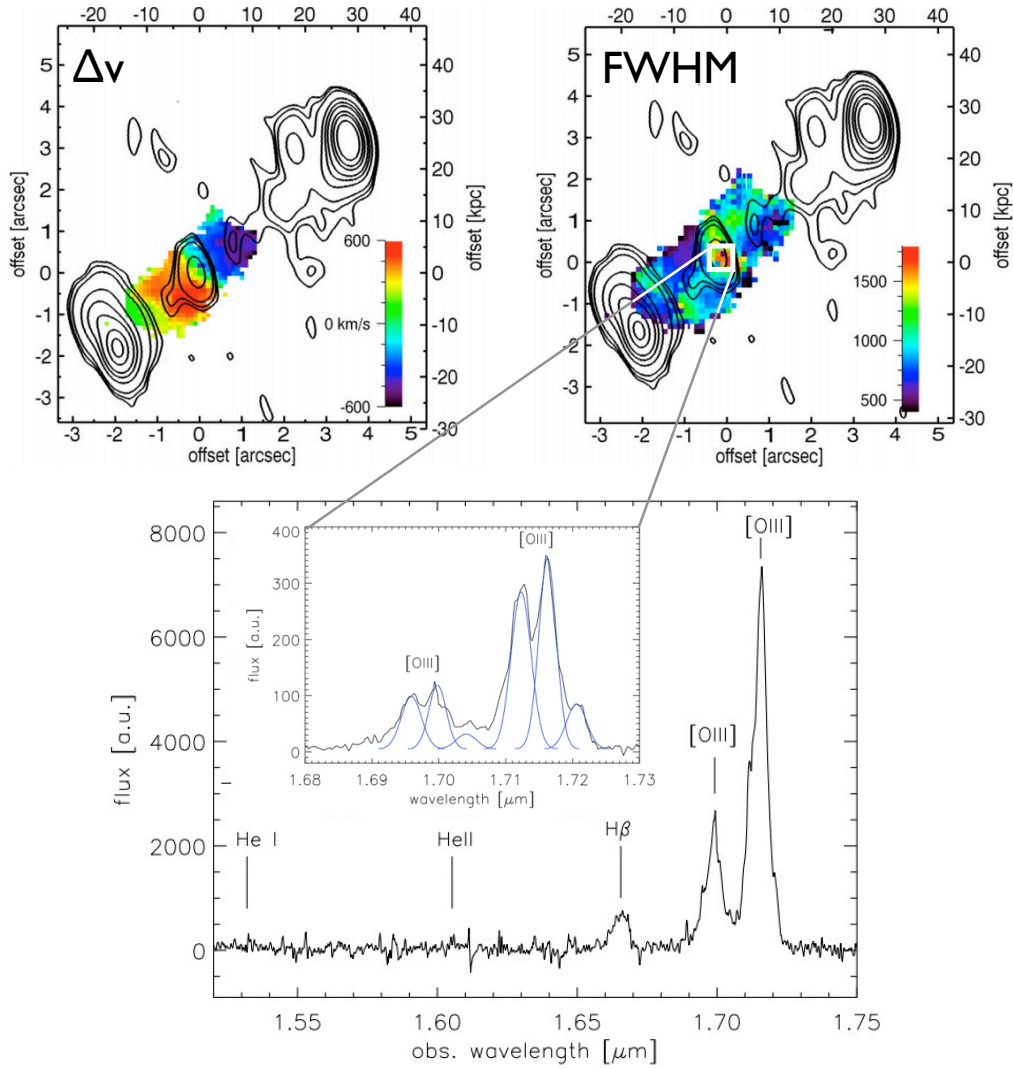 -20 -10 0 10 20 30 40
Δv
5
4
3
2
1
0
-1
-2
-3
offset [arcsec]
40
30
20
10
0
-10
-20
-30
offset [kpc]
600
0 km/s
-600
-3 -2 -1 0 1 2 3 4 5
offset [arcsec]
-20 -10 0 10 20 30 40
FWHM
5
4
3
2
1
0
-1
-2
-3
offset [arcsec]
40
30
20
10
0
-10
-20
-30
offset [kpc]
1500
1000
500
-3 -2 -1 0 1 2 3 4 5
offset [arcsec]
8000
6000
4000
2000
0
flux [a.u.]
[OIII]
[OIII]
Hβ
HeII
He I
1.55 1.60 1.65 1.70 1.75
obs. wavelength [μm]
400
300
200
100
0
flux [a.u.]
[OIII]
[OIII]
1.68 1.69 1.70 1.71 1.72 1.73
wavelength [μm]